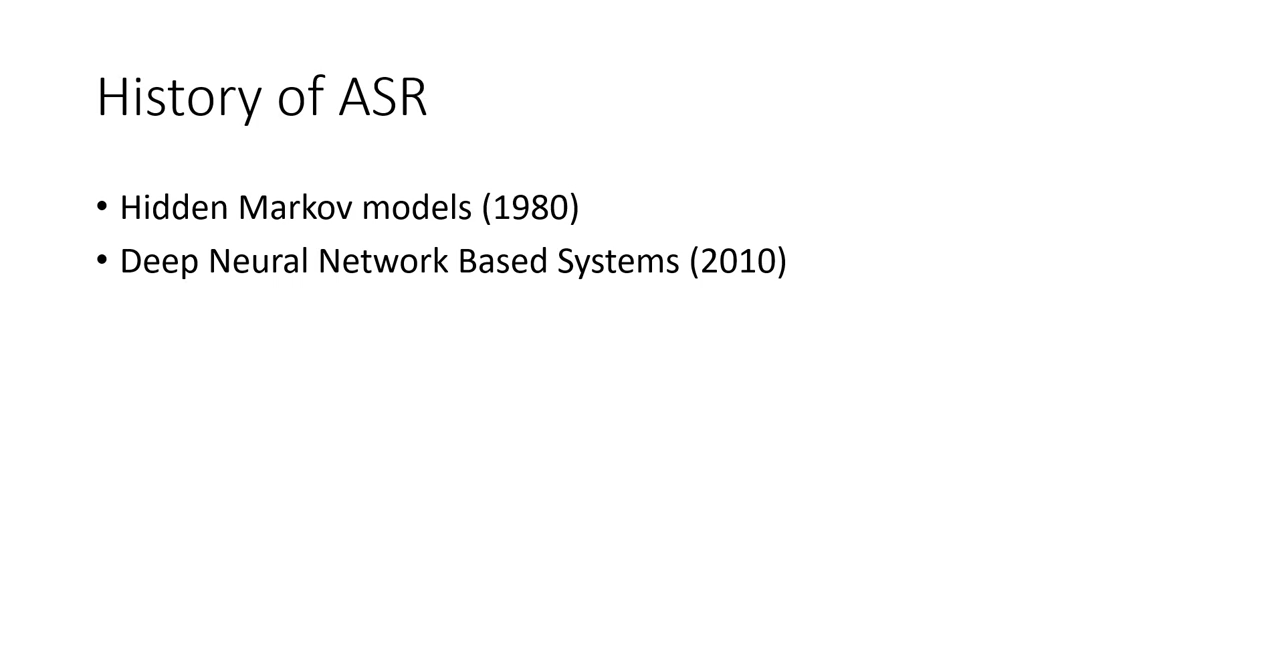 History of ASR
• Hidden Markov models (1980)
• Deep Neural Network Based Systems (2010)